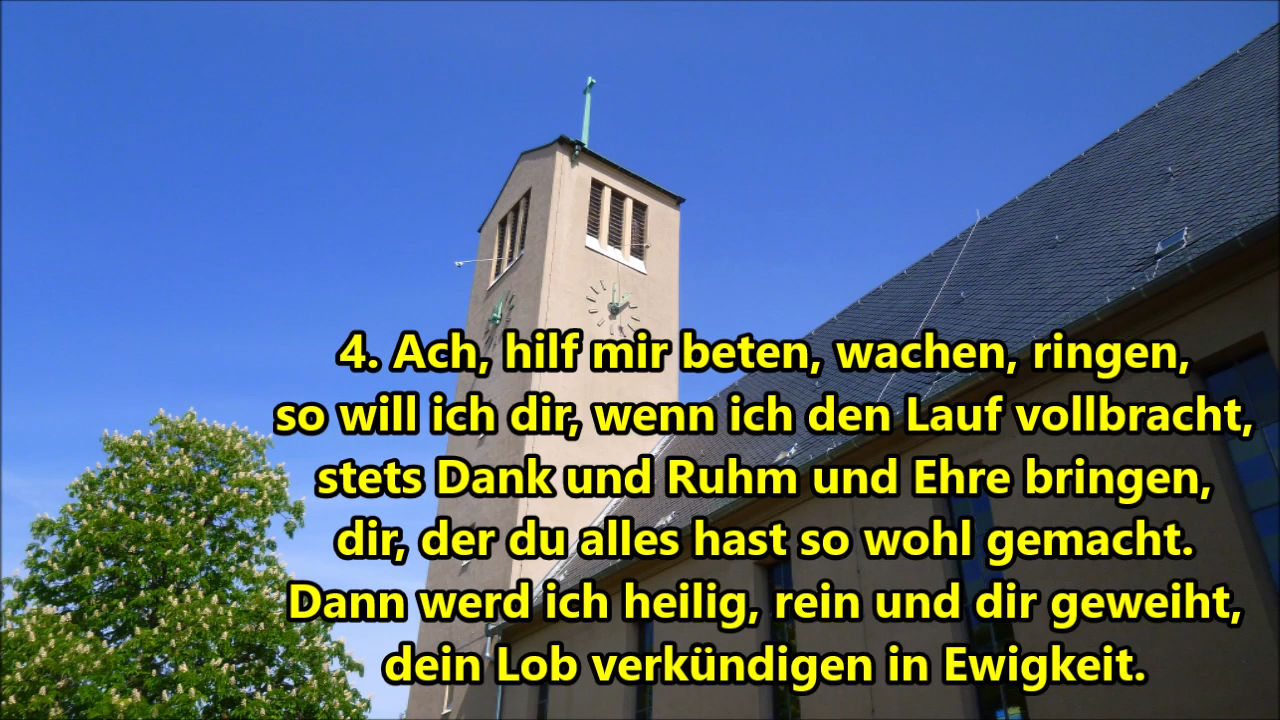 4. Ach, hilf mir beten, wachen, ringen,
so will ich dir, wenn ich den Lauf vollbracht,
stets Dank und Ruhm und Ehre bringen,
dir, der du alles hast so wohl gemacht.
Dann werd ich heilig, rein und dir geweiht,
dein Lob verkündigen in Ewigkeit.